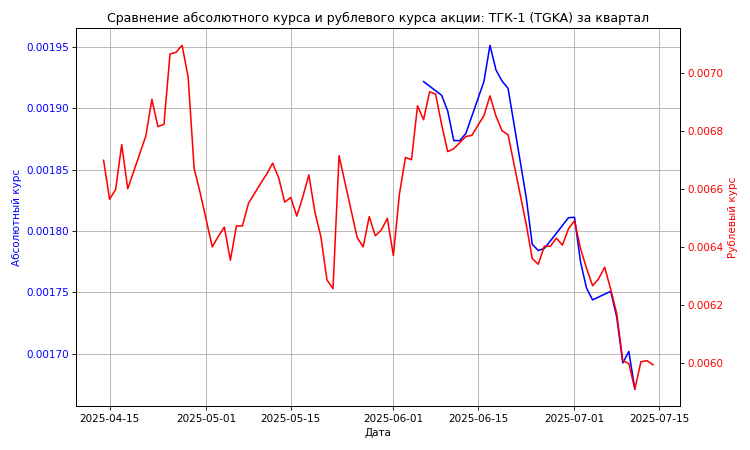 Сравнение абсолютного курса и рублевого курса акции: ТГК-1 (TGKA) за квартал
0.00195
0.00190
0.00185
0.00180
0.00175
0.00170
Абсолютный курс
0.0070
0.0068
0.0066
0.0064
0.0062
0.0060
Рублевый курс
2025-04-15 2025-05-01 2025-05-15 2025-06-01 2025-06-15 2025-07-01 2025-07-15
Дата